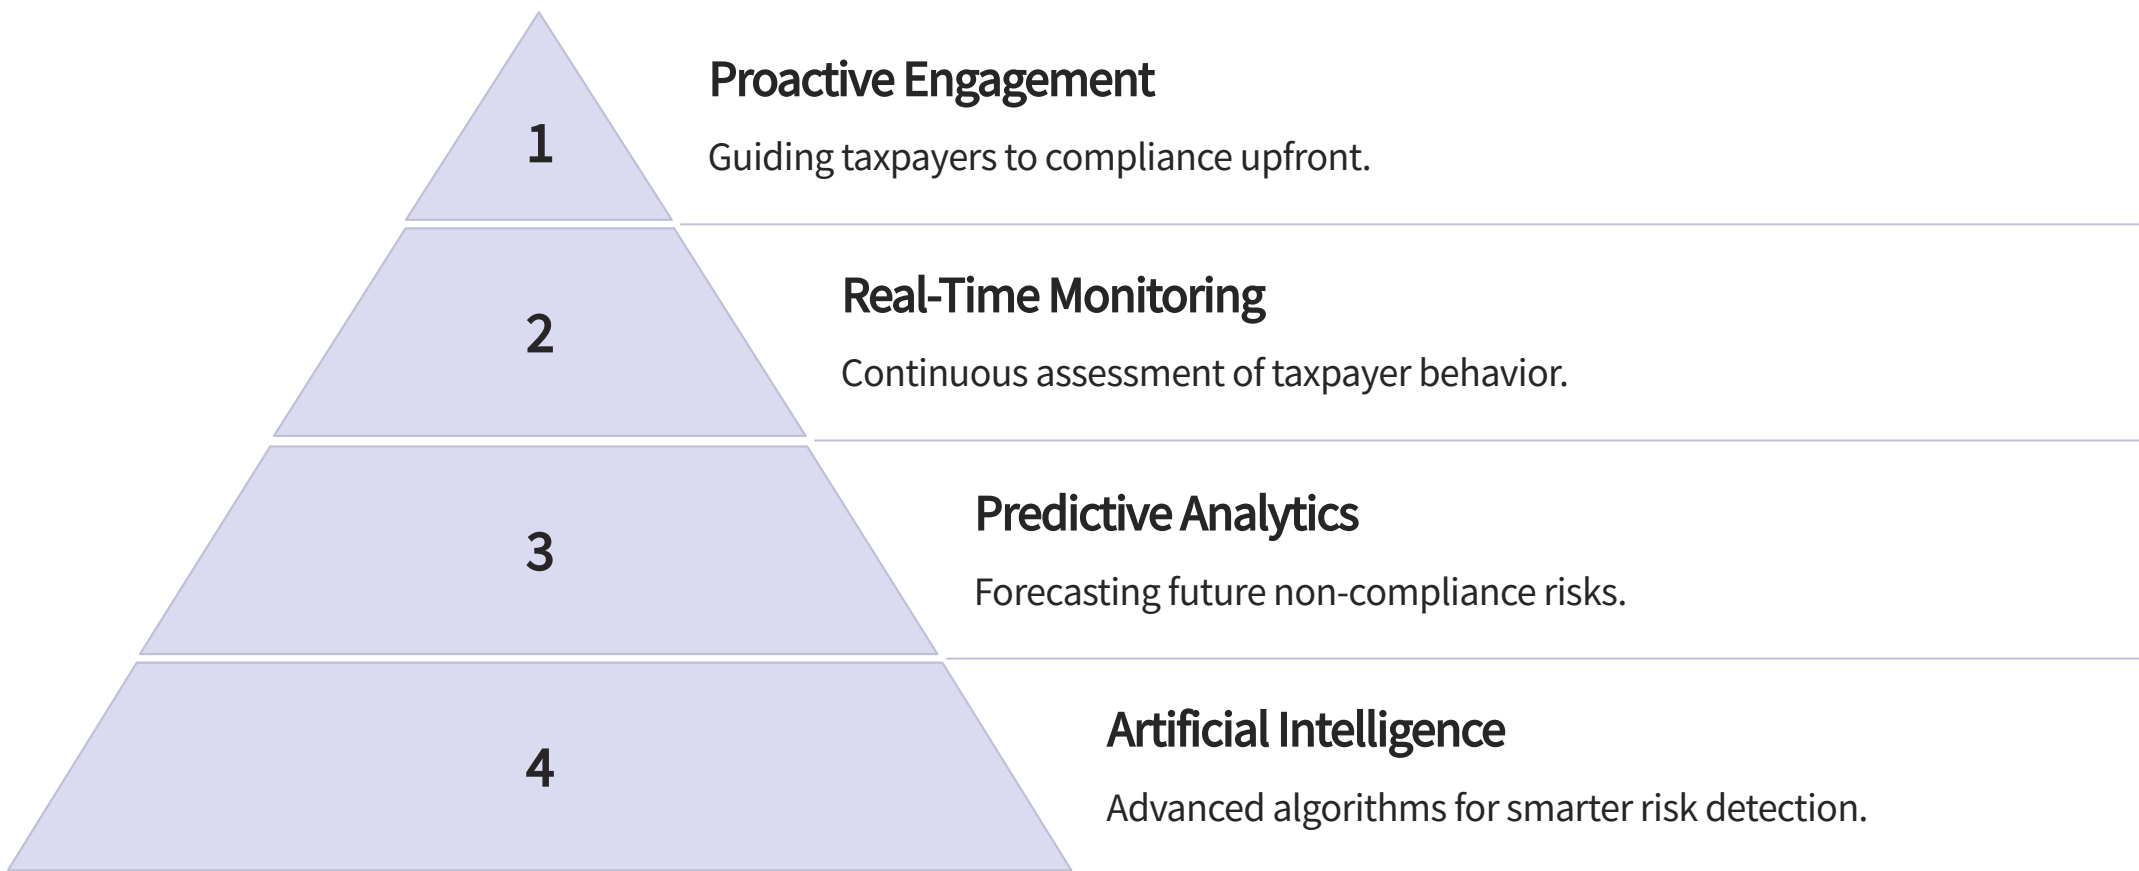 1
Proactive Engagement
Guiding taxpayers to compliance upfront.
2
Real-Time Monitoring
Continuous assessment of taxpayer behavior.
3
Predictive Analytics
Forecasting future non-compliance risks.
4
Artificial Intelligence
Advanced algorithms for smarter risk detection.